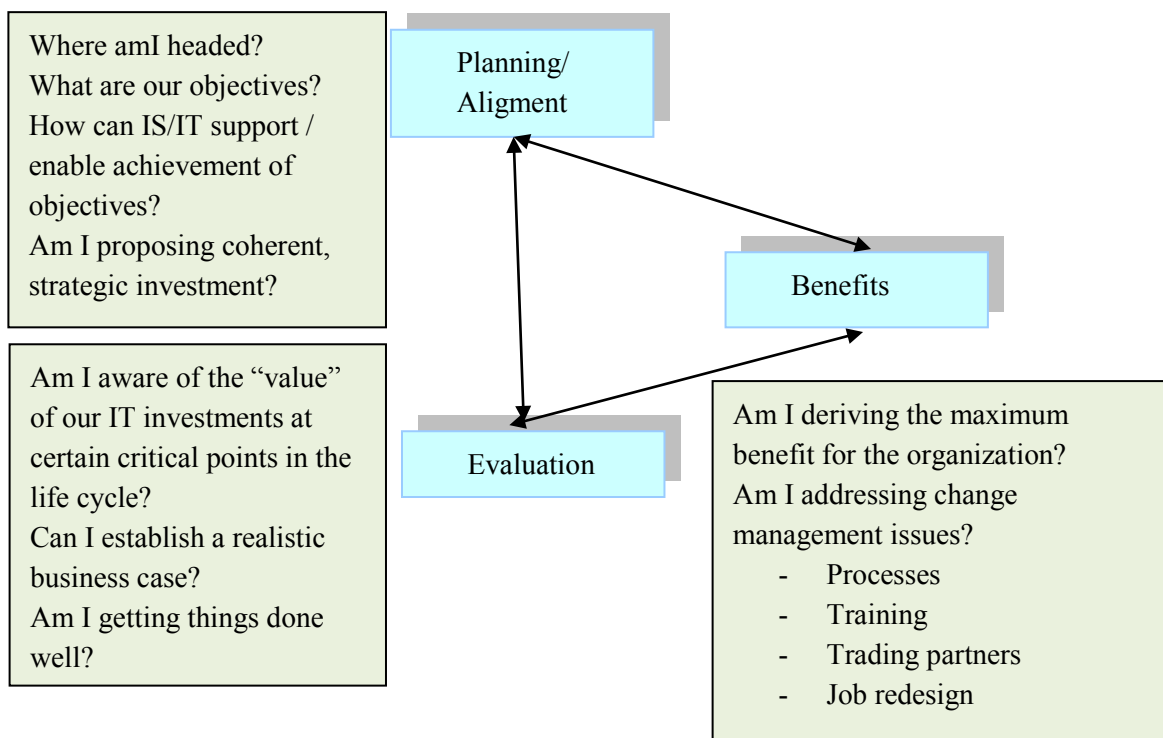 Where amI headed?
What are our objectives?
How can IS/IT support /
enable achievement of
objectives?
Am I proposing coherent,
strategic investment?
Planning/
Aligment
Benefits
Am I aware of the “value”
of our IT investments at
certain critical points in the
life cycle?
Can I establish a realistic
business case?
Am I getting things done
well?
Evaluation
Am I deriving the maximum
benefit for the organization?
Am I addressing change
management issues?
- Processes
- Training
- Trading partners
- Job redesign